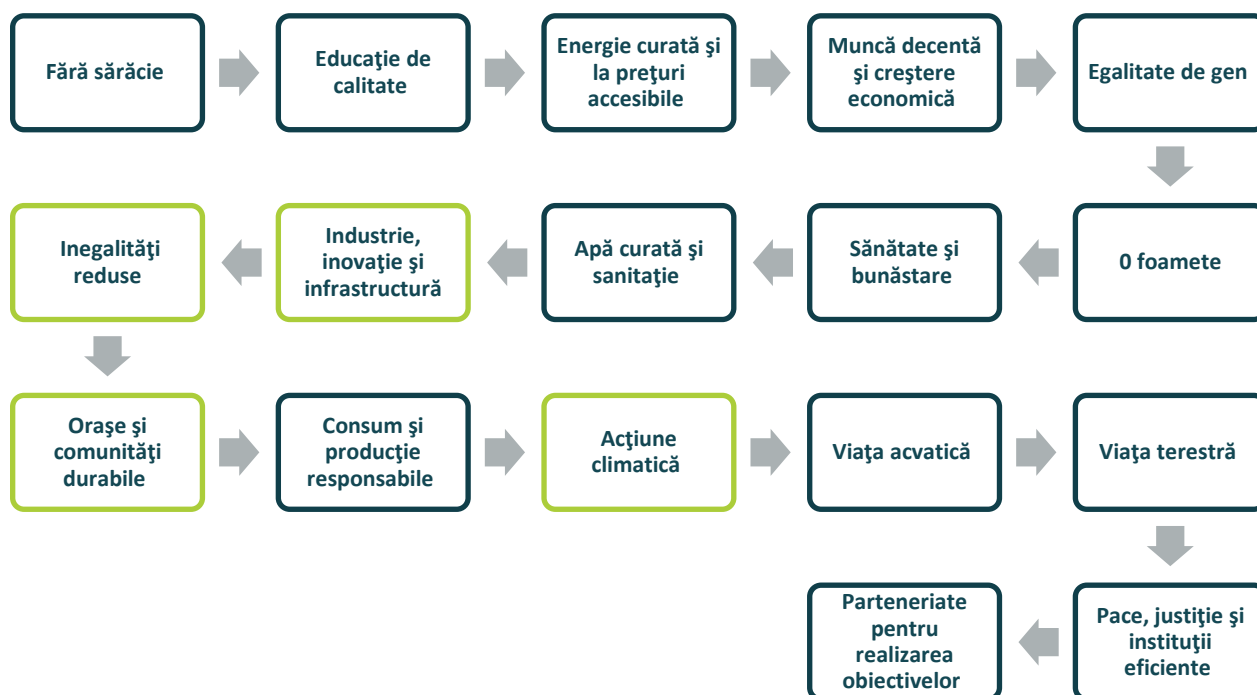 Fără sărăcie
Educaţie de
calitate
Energie curată şi
la preţuri
accesibile
Muncă decentă
şi creştere
economică
Egalitate de gen
Inegalităţi
reduse
Industrie,
inovaţie şi
infrastructură
Apă curată şi
sanitaţie
Sănătate şi
bunăstare
0 foamete
Oraşe şi
comunităţi
durabile
Consum şi
producţie
responsabile
Acţiune
climatică
Viaţa acvatică
Viaţa terestră
Parteneriate
pentru
realizarea
obiectivelor
Pace, justiţie şi
instituţii
eficiente